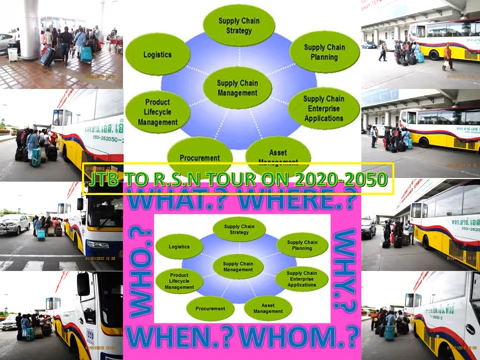 Supply Chain
Strategy
Logistics
Supply Chain
Planning
Supply Chain
Management
Product
Lifecycle
Management
Supply Chain
Enterprise
Applications
Procurement
Asset
Management
JTB TO R.S.N TOUR ON 2020-2050
WHAT.? WHERE.?
WHO.?
WHY.?
Supply Chain
Strategy
Logistics
Supply Chain
Planning
Supply Chain
Management
Product
Lifecycle
Management
Supply Chain
Enterprise
Applications
Procurement
Asset
Management
WHEN.? WHOM.?